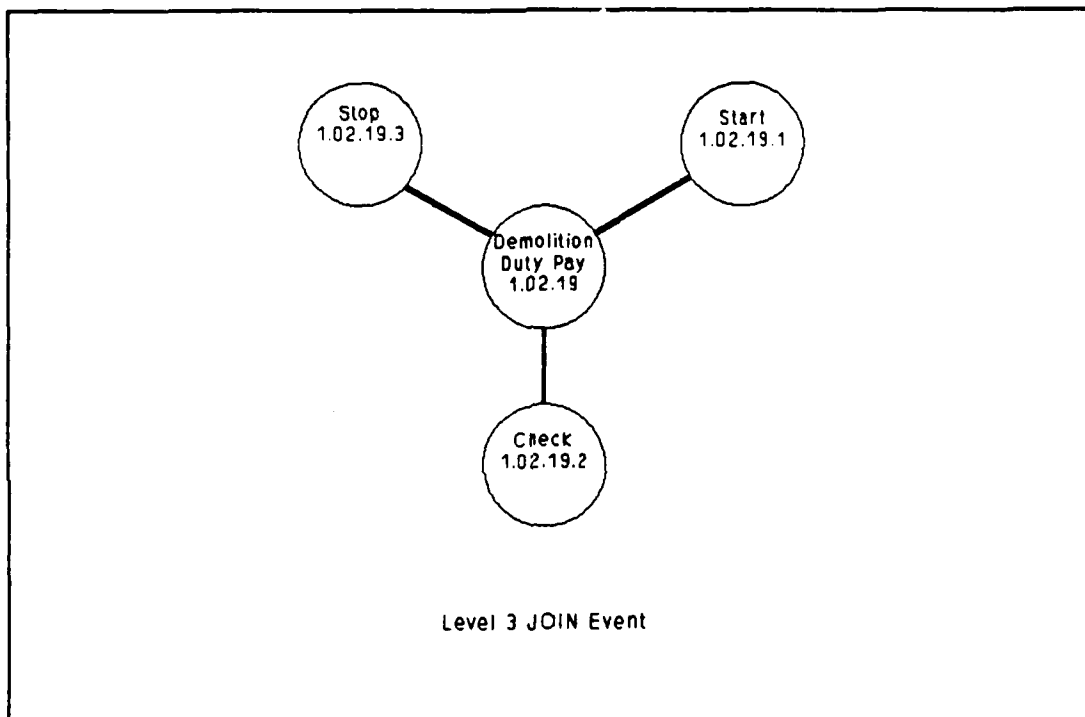 Stop
1.02.19.3
Start
1.02.19.1
Demolition
Duty Pay
1.02.19
Check
1.02.19.2
Level 3 JOIN Event